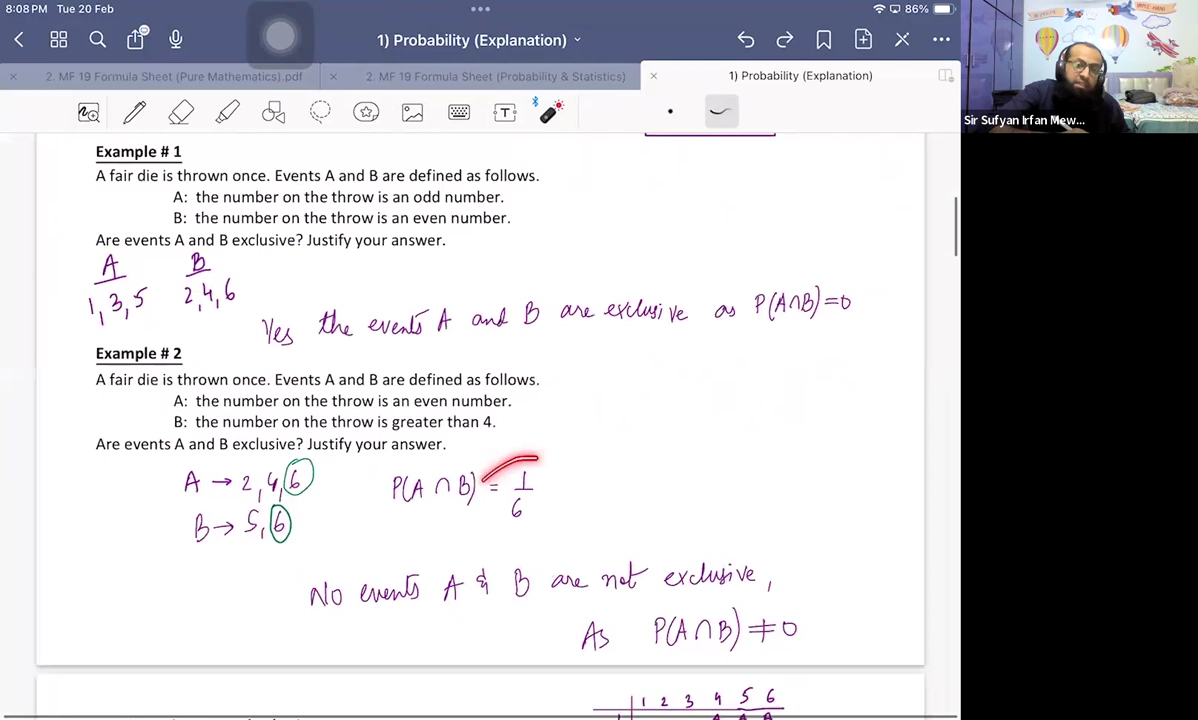 8:08 PM Tue 20 Feb
86%
1) Probability (Explanation)
2. MF 19 Formula Sheet (Pure Mathematics).pdf
2. MF 19 Formula Sheet (Probability & Statistics)
1) Probability (Explanation)
Sir Sufyan Irfan Mew...
Example # 1
A fair die is thrown once. Events A and B are defined as follows.
A: the number on the throw is an odd number.
B: the number on the throw is an even number.
Are events A and B exclusive? Justify your answer.
A B
1, 3, 5 2, 4, 6
Yes the events A and B are exclusive as P(A∩B)=0
Example # 2
A fair die is thrown once. Events A and B are defined as follows.
A: the number on the throw is an even number.
B: the number on the throw is greater than 4.
Are events A and B exclusive? Justify your answer.
A → 2, 4, 6 P(A ∩ B) = 1/6
B → 5, 6
No events A & B are not exclusive,
As P(A ∩ B) ≠ 0
1 2 3 4 5 6